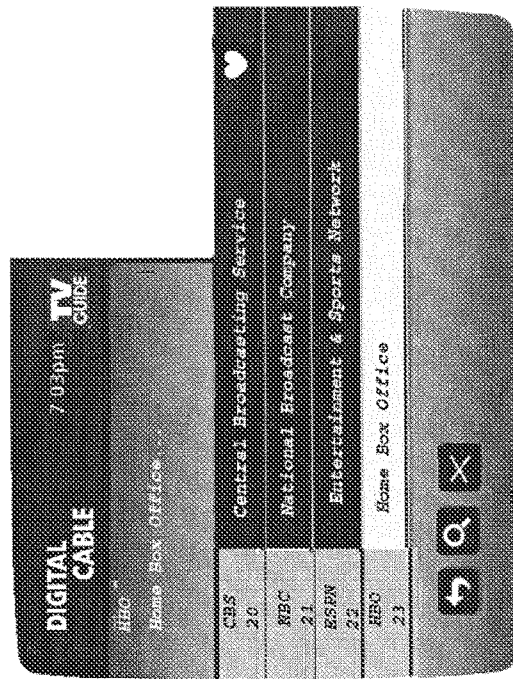 DIGITAL
CABLE
7:03pm
TV
GUIDE
HBO
Home Box Office ...
CBS
20
Central Broadcasting Service
NBC
21
National Broadcast Company
ESPN
22
Entertainment & Sports Network
HBO
23
Home Box Office